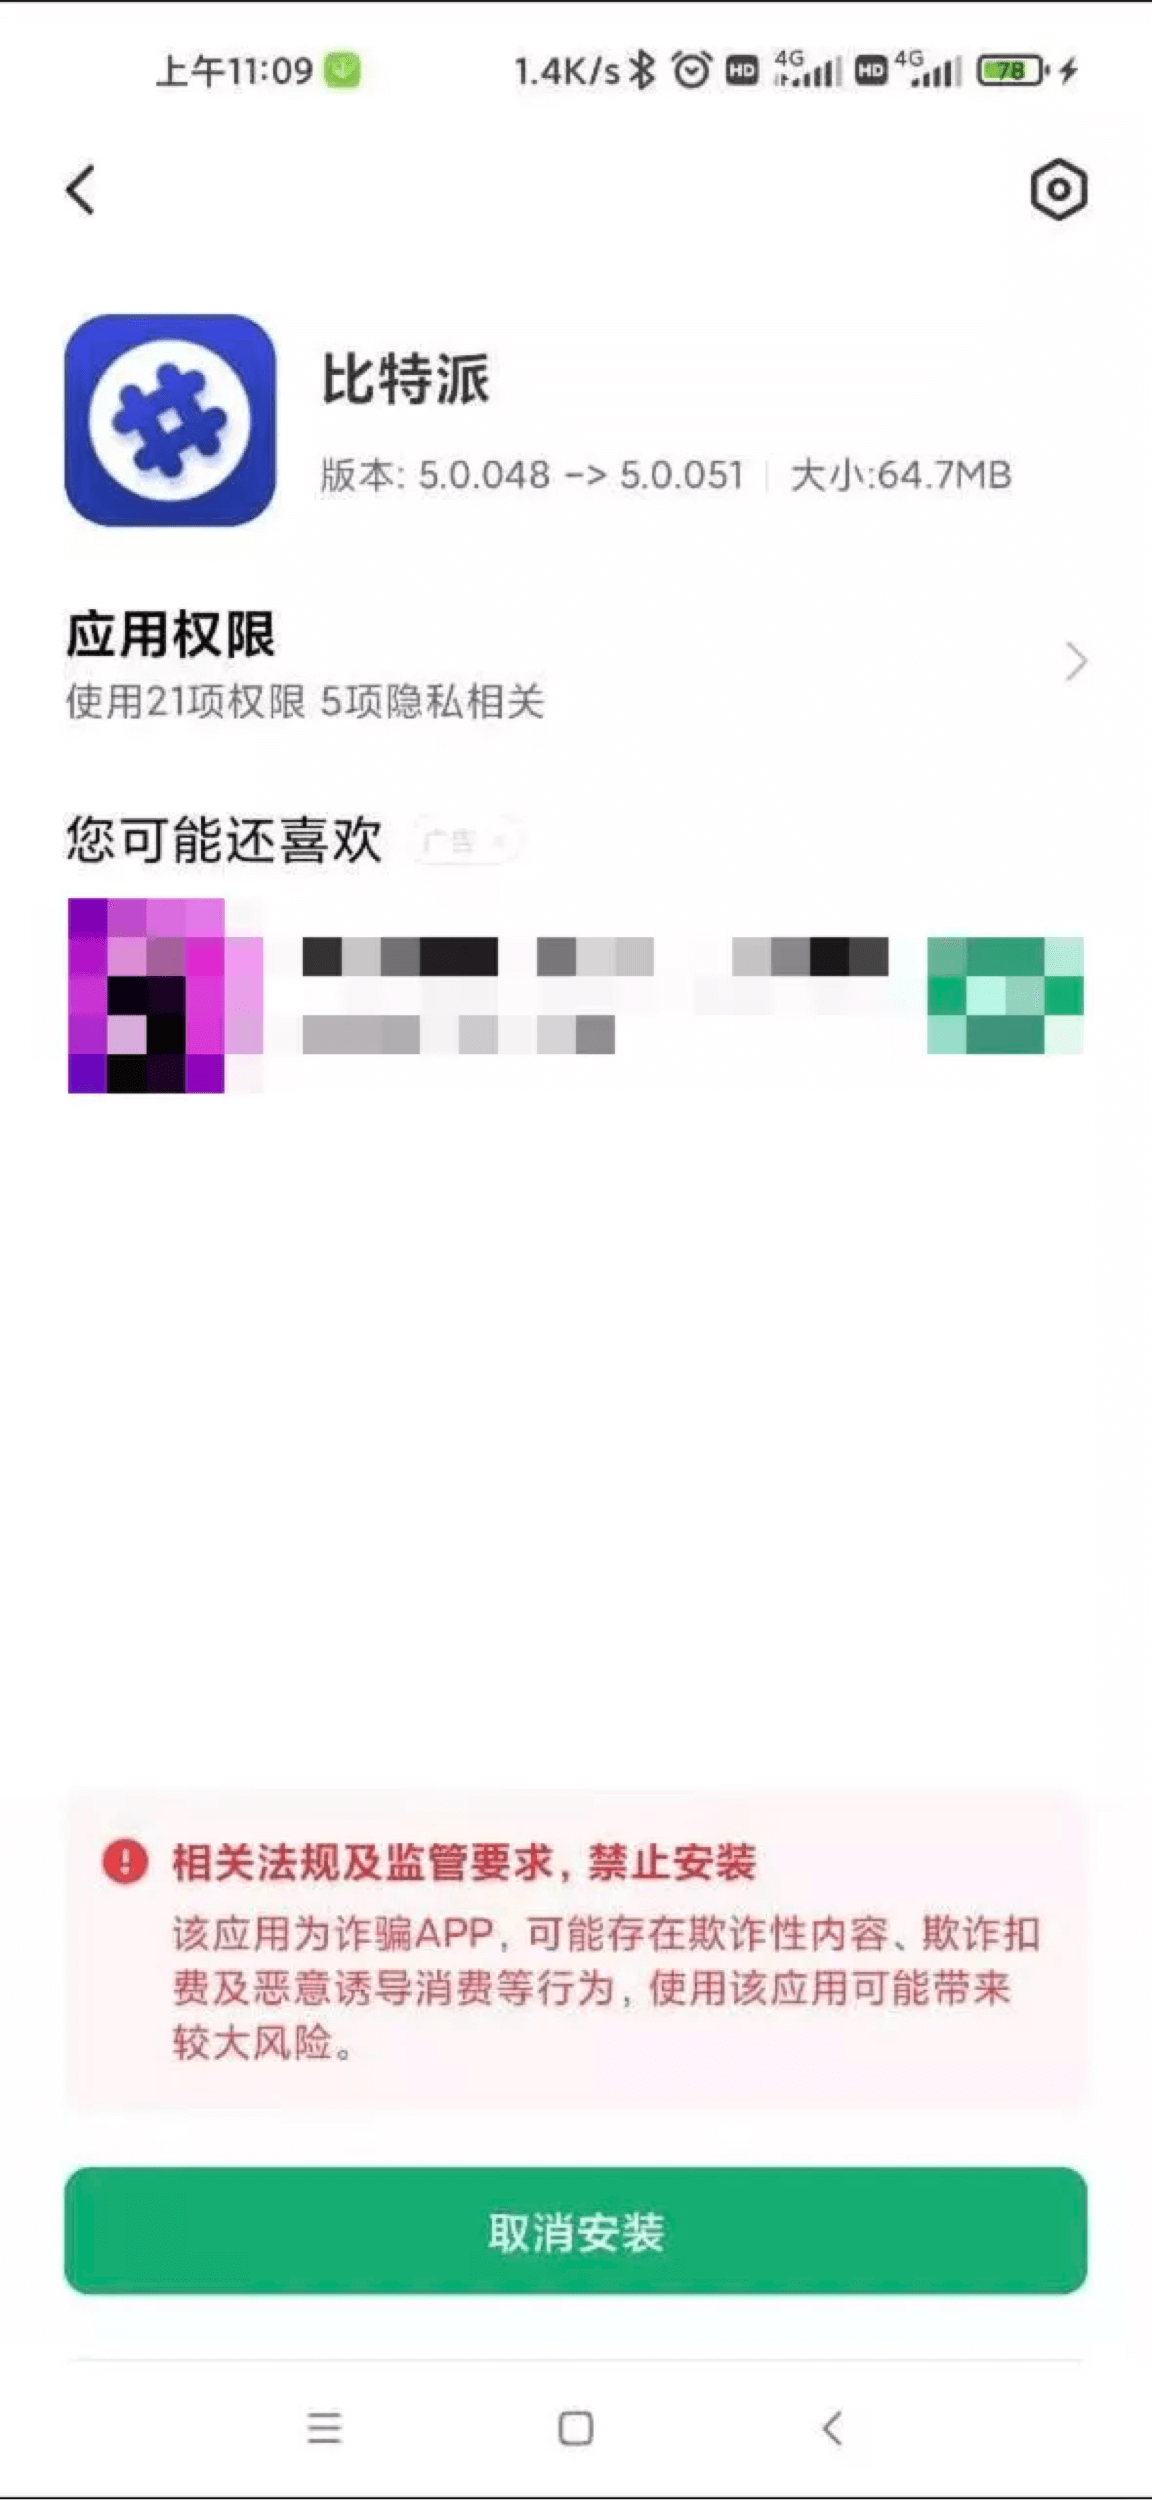 上午11:09
1.4K/s HD 4G HD 4G 78
比特派
版本: 5.0.048 -> 5.0.051 | 大小:64.7MB
应用权限
使用21项权限 5项隐私相关
您可能还喜欢 广告
相关法规及监管要求，禁止安装
该应用为诈骗APP，可能存在欺诈性内容、欺诈扣
费及恶意诱导消费等行为，使用该应用可能带来
较大风险。
取消安装